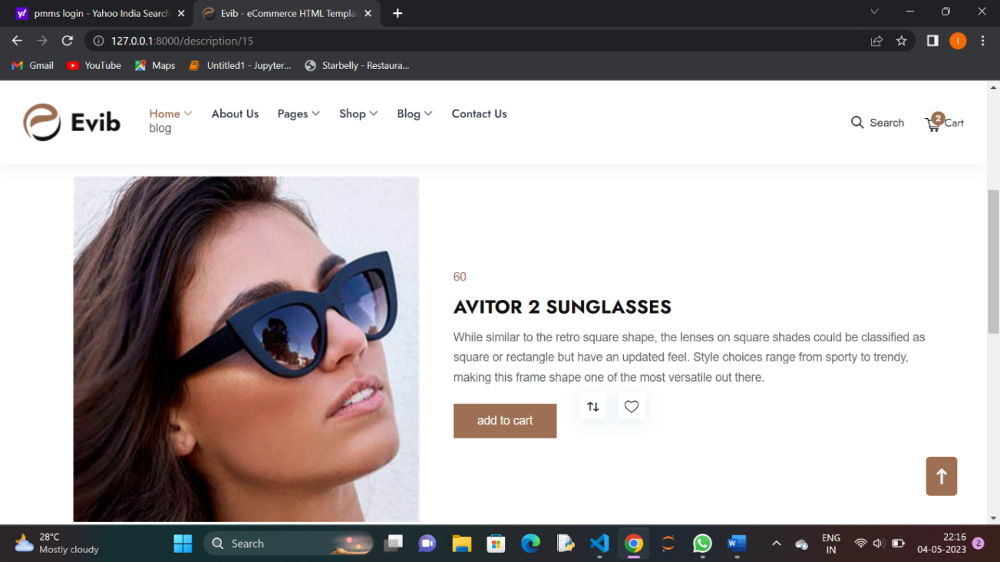 pmms login - Yahoo India Search
Evib - eCommerce HTML Templat
127.0.0.1:8000/description/15
Gmail
YouTube
Maps
Untitled1 - Jupyter...
Starbelly - Restaura...
Evib
Home
About Us
Pages
Shop
Blog
Contact Us
blog
Search
2
Cart
60
AVITOR 2 SUNGLASSES
While similar to the retro square shape, the lenses on square shades could be classified as
square or rectangle but have an updated feel. Style choices range from sporty to trendy,
making this frame shape one of the most versatile out there.
add to cart
28°C
Mostly cloudy
Search
ENG
IN
22:16
04-05-2023
2